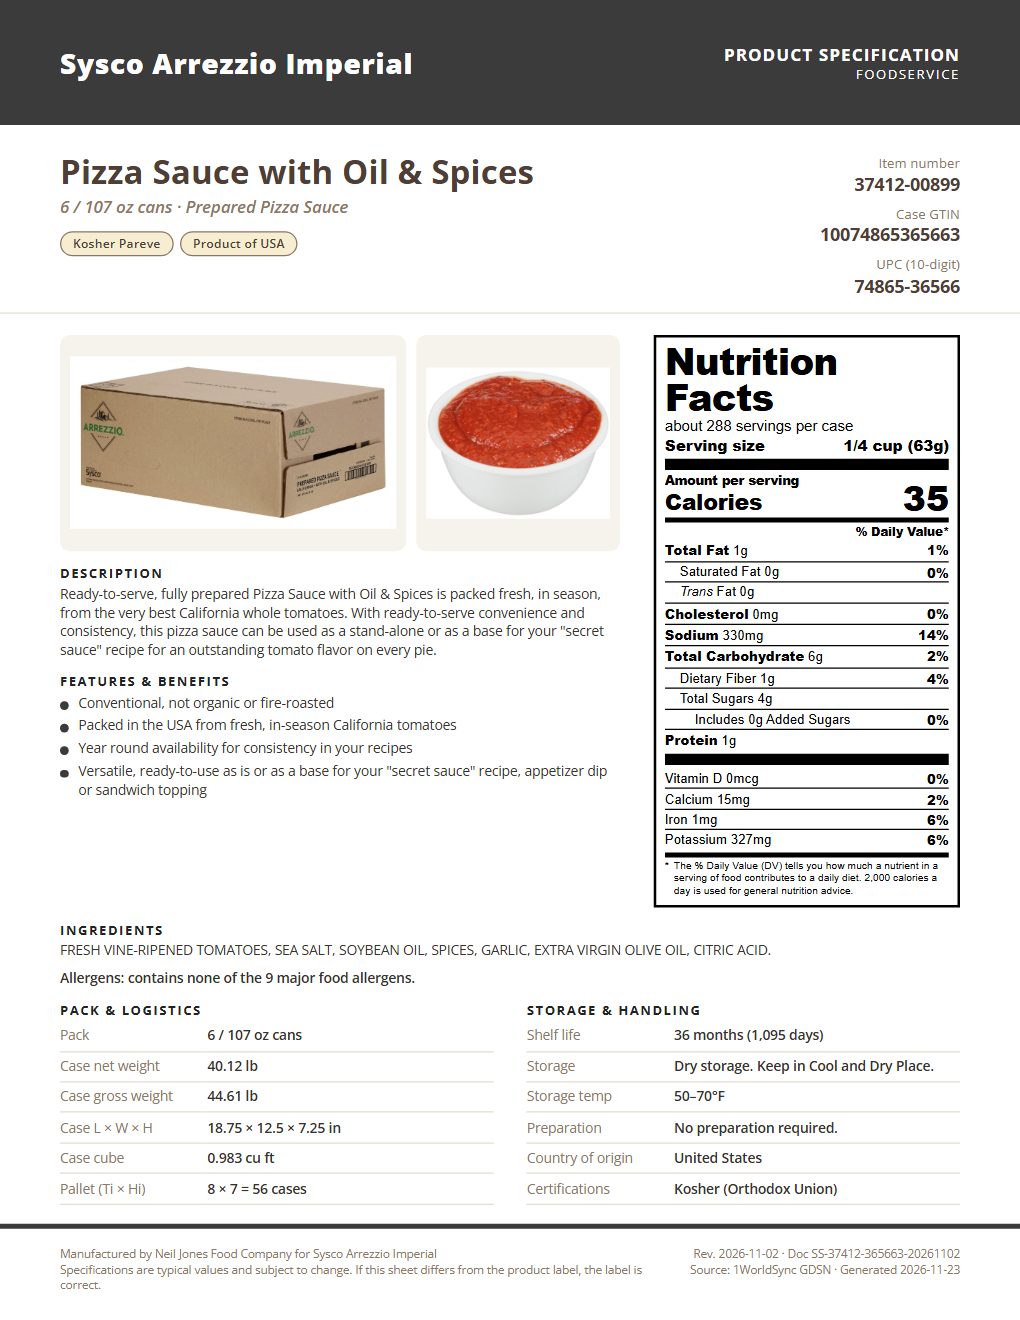 Sysco Arrezzio Imperial
PRODUCT SPECIFICATION
FOODSERVICE
Pizza Sauce with Oil & Spices
6 / 107 oz cans · Prepared Pizza Sauce
Kosher Pareve
Product of USA
Item number
37412-00899
Case GTIN
10074865365663
UPC (10-digit)
74865-36566
ARREZZIO
ARREZZIO
Sysco
PREPARED PIZZA SAUCE
DESCRIPTION
Ready-to-serve, fully prepared Pizza Sauce with Oil & Spices is packed fresh, in season,
from the very best California whole tomatoes. With ready-to-serve convenience and
consistency, this pizza sauce can be used as a stand-alone or as a base for your "secret
sauce" recipe for an outstanding tomato flavor on every pie.
FEATURES & BENEFITS
Conventional, not organic or fire-roasted
Packed in the USA from fresh, in-season California tomatoes
Year round availability for consistency in your recipes
Versatile, ready-to-use as is or as a base for your "secret sauce" recipe, appetizer dip
or sandwich topping
Nutrition
Facts
about 288 servings per case
Serving size 1/4 cup (63g)
Amount per serving
Calories 35
% Daily Value*
Total Fat 1g 1%
Saturated Fat 0g 0%
Trans Fat 0g
Cholesterol 0mg 0%
Sodium 330mg 14%
Total Carbohydrate 6g 2%
Dietary Fiber 1g 4%
Total Sugars 4g
Includes 0g Added Sugars 0%
Protein 1g
Vitamin D 0mcg 0%
Calcium 15mg 2%
Iron 1mg 6%
Potassium 327mg 6%
* The % Daily Value (DV) tells you how much a nutrient in a
serving of food contributes to a daily diet. 2,000 calories a
day is used for general nutrition advice.
INGREDIENTS
FRESH VINE-RIPENED TOMATOES, SEA SALT, SOYBEAN OIL, SPICES, GARLIC, EXTRA VIRGIN OLIVE OIL, CITRIC ACID.
Allergens: contains none of the 9 major food allergens.
PACK & LOGISTICS
Pack 6 / 107 oz cans
Case net weight 40.12 lb
Case gross weight 44.61 lb
Case L × W × H 18.75 × 12.5 × 7.25 in
Case cube 0.983 cu ft
Pallet (Ti × Hi) 8 × 7 = 56 cases
STORAGE & HANDLING
Shelf life 36 months (1,095 days)
Storage Dry storage. Keep in Cool and Dry Place.
Storage temp 50–70°F
Preparation No preparation required.
Country of origin United States
Certifications Kosher (Orthodox Union)
Manufactured by Neil Jones Food Company for Sysco Arrezzio Imperial
Specifications are typical values and subject to change. If this sheet differs from the product label, the label is
correct.
Rev. 2026-11-02 · Doc SS-37412-365663-20261102
Source: 1WorldSync GDSN · Generated 2026-11-23